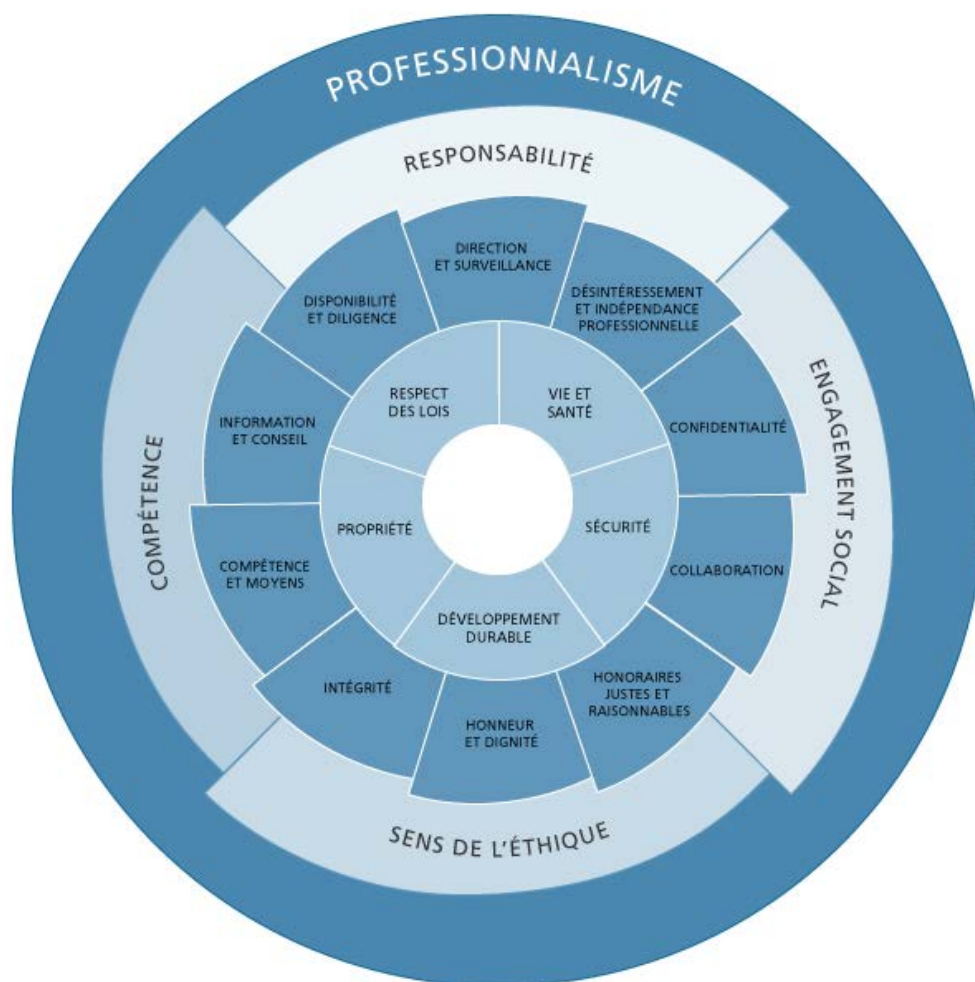 PROFESSIONNALISME
RESPONSABILITÉ
ENGAGEMENT SOCIAL
SENS DE L’ÉTHIQUE
COMPÉTENCE
DIRECTION
ET SURVEILLANCE
DÉSINTÉRESSEMENT
ET INDÉPENDANCE
PROFESSIONNELLE
CONFIDENTIALITÉ
COLLABORATION
HONORAIRES
JUSTES ET
RAISONNABLES
HONNEUR
ET DIGNITÉ
INTÉGRITÉ
COMPÉTENCE
ET MOYENS
INFORMATION
ET CONSEIL
DISPONIBILITÉ
ET DILIGENCE
RESPECT
DES LOIS
VIE ET
SANTÉ
SÉCURITÉ
DÉVELOPPEMENT
DURABLE
PROPRIÉTÉ